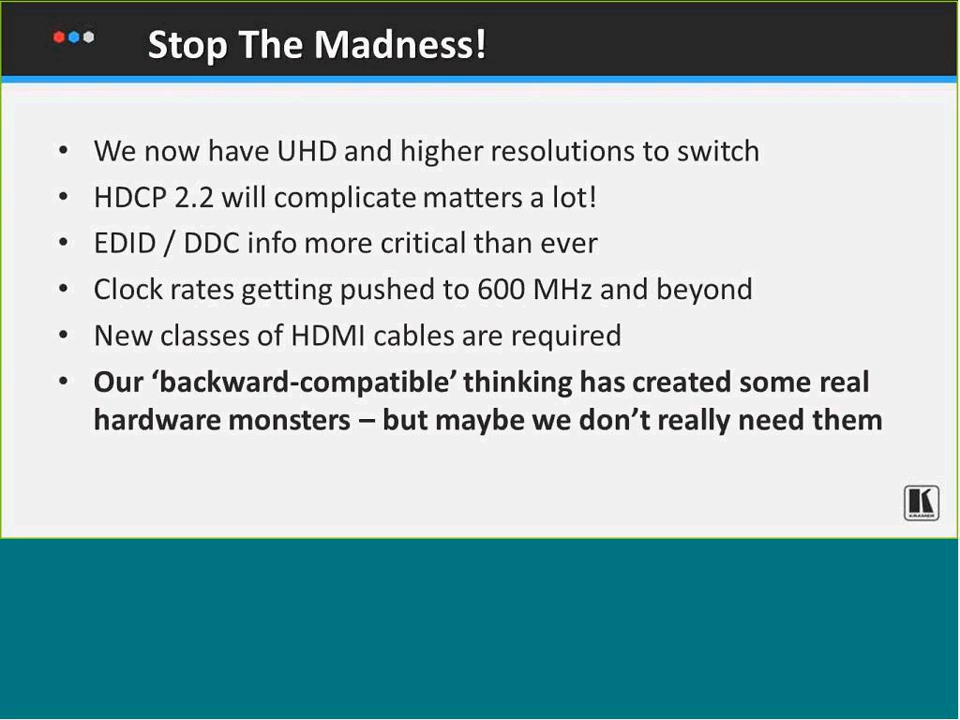 Stop The Madness!
• We now have UHD and higher resolutions to switch
• HDCP 2.2 will complicate matters a lot!
• EDID / DDC info more critical than ever
• Clock rates getting pushed to 600 MHz and beyond
• New classes of HDMI cables are required
• Our ‘backward-compatible’ thinking has created some real
hardware monsters – but maybe we don’t really need them
K
KRAMER